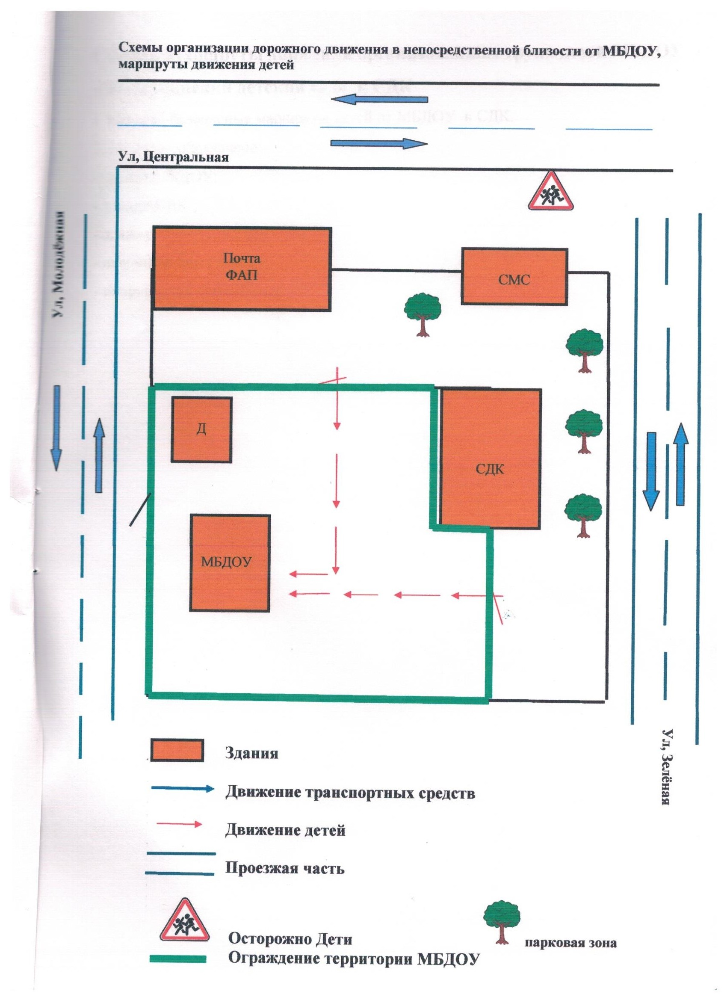 Схемы организации дорожного движения в непосредственной близости от МБДОУ,
маршруты движения детей
Ул, Центральная
Ул, Молодёжная
Почта
ФАП
СМС
Д
СДК
МБДОУ
Ул, Зелёная
Здания
Движение транспортных средств
Движение детей
Проезжая часть
Осторожно Дети
парковая зона
Ограждение территории МБДОУ